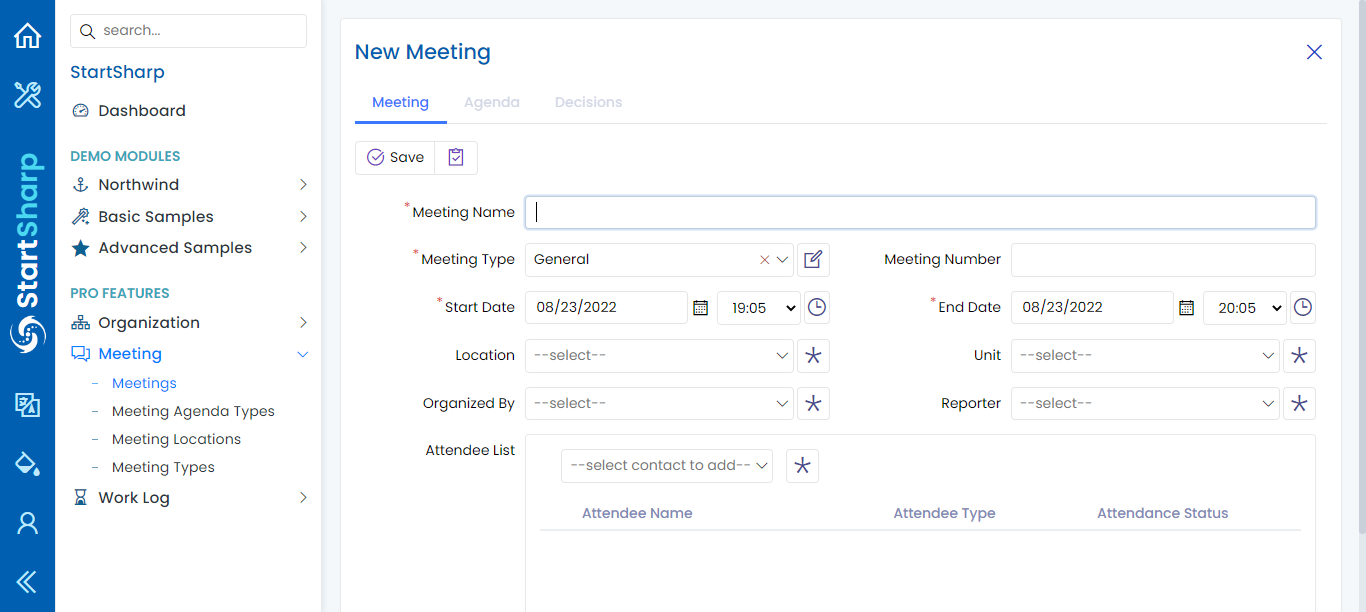 StartSharp
search...
StartSharp
Dashboard
DEMO MODULES
Northwind
Basic Samples
Advanced Samples
PRO FEATURES
Organization
Meeting
Meetings
Meeting Agenda Types
Meeting Locations
Meeting Types
Work Log
New Meeting
Meeting Agenda Decisions
Save
*Meeting Name
*Meeting Type General Meeting Number
*Start Date 08/23/2022 19:05 *End Date 08/23/2022 20:05
Location --select-- Unit --select--
Organized By --select-- Reporter --select--
Attendee List
--select contact to add--
Attendee Name Attendee Type Attendance Status